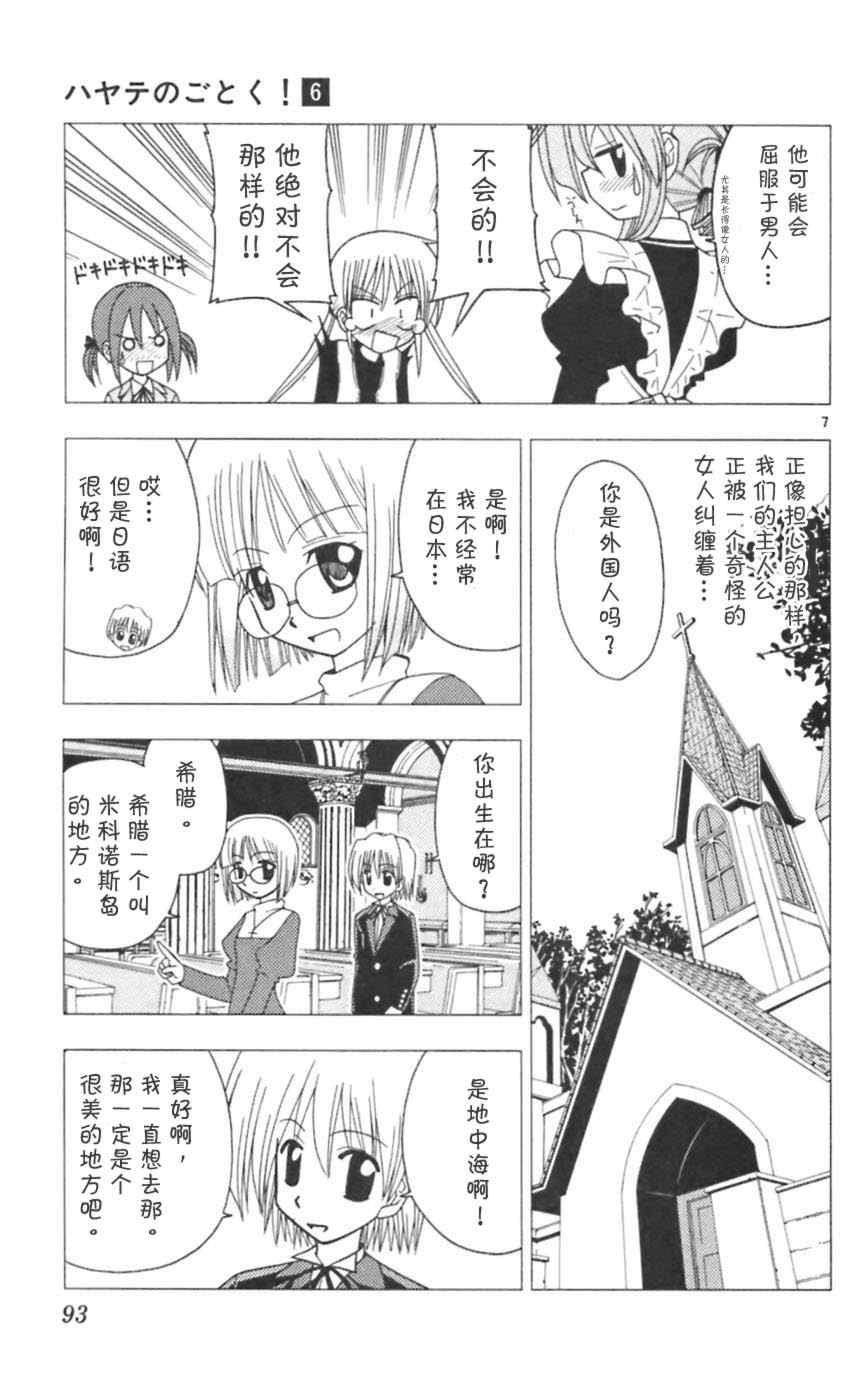 ハヤテのごとく！6
他可能会
屈服于男人…
尤其是长得像女人的…
不会的！！
他绝对不会
那样的！！
ドキドキドキドキ
7
正像担心的那样，
我们的主人公
正被一个奇怪的
女人纠缠着…
你是外国人吗？
是啊！
我不经常
在日本…
哎…
但是日语
很好啊！
你出生在哪？
希腊。
希腊一个叫
米科诺斯岛
的地方。
是地中海啊！
真好啊，
我一直想去那。
那一定是个
很美的地方吧。
93